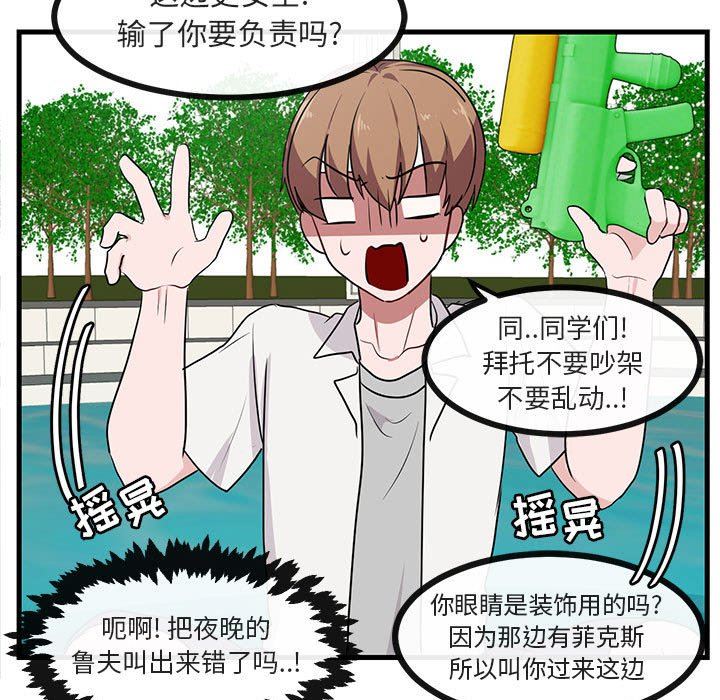 输了你要负责吗?
同..同学们!
拜托不要吵架
不要乱动..!
摇晃
摇晃
呃啊! 把夜晚的
鲁夫叫出来错了吗..!
你眼睛是装饰用的吗?
因为那边有菲克斯
所以叫你过来这边